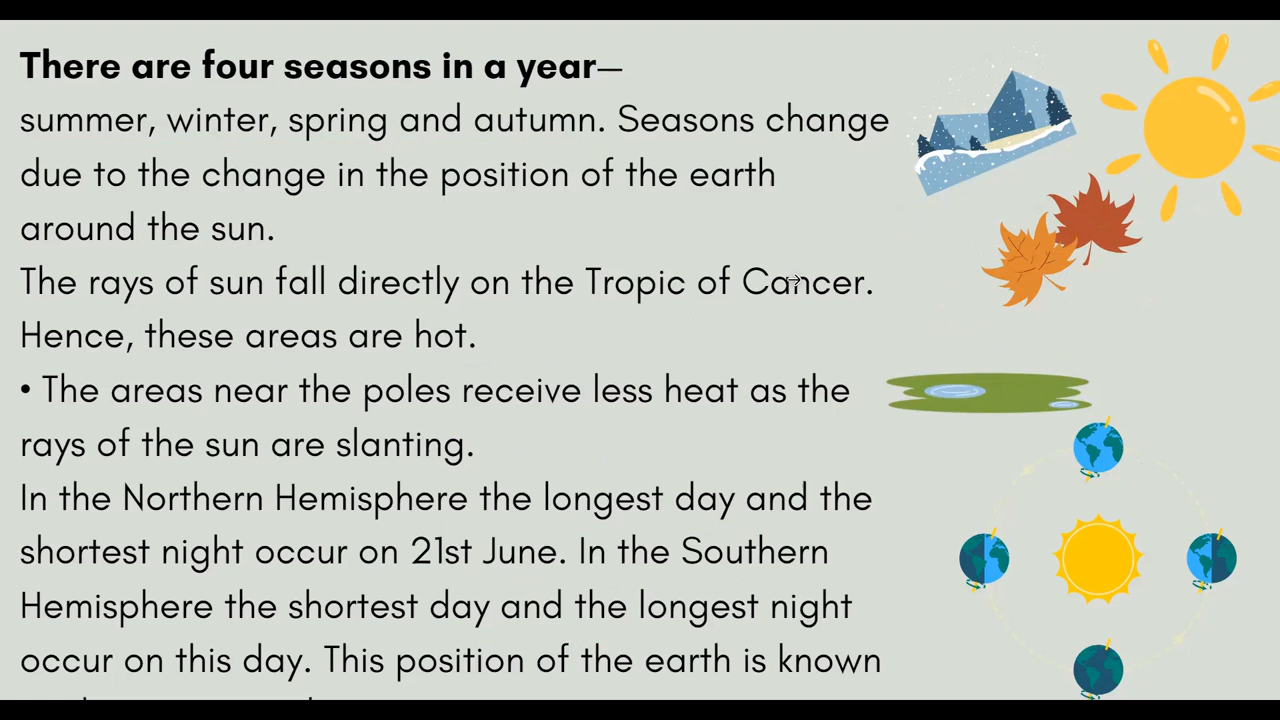 There are four seasons in a year—
summer, winter, spring and autumn. Seasons change
due to the change in the position of the earth
around the sun.
The rays of sun fall directly on the Tropic of Cancer.
Hence, these areas are hot.
• The areas near the poles receive less heat as the
rays of the sun are slanting.
In the Northern Hemisphere the longest day and the
shortest night occur on 21st June. In the Southern
Hemisphere the shortest day and the longest night
occur on this day. This position of the earth is known